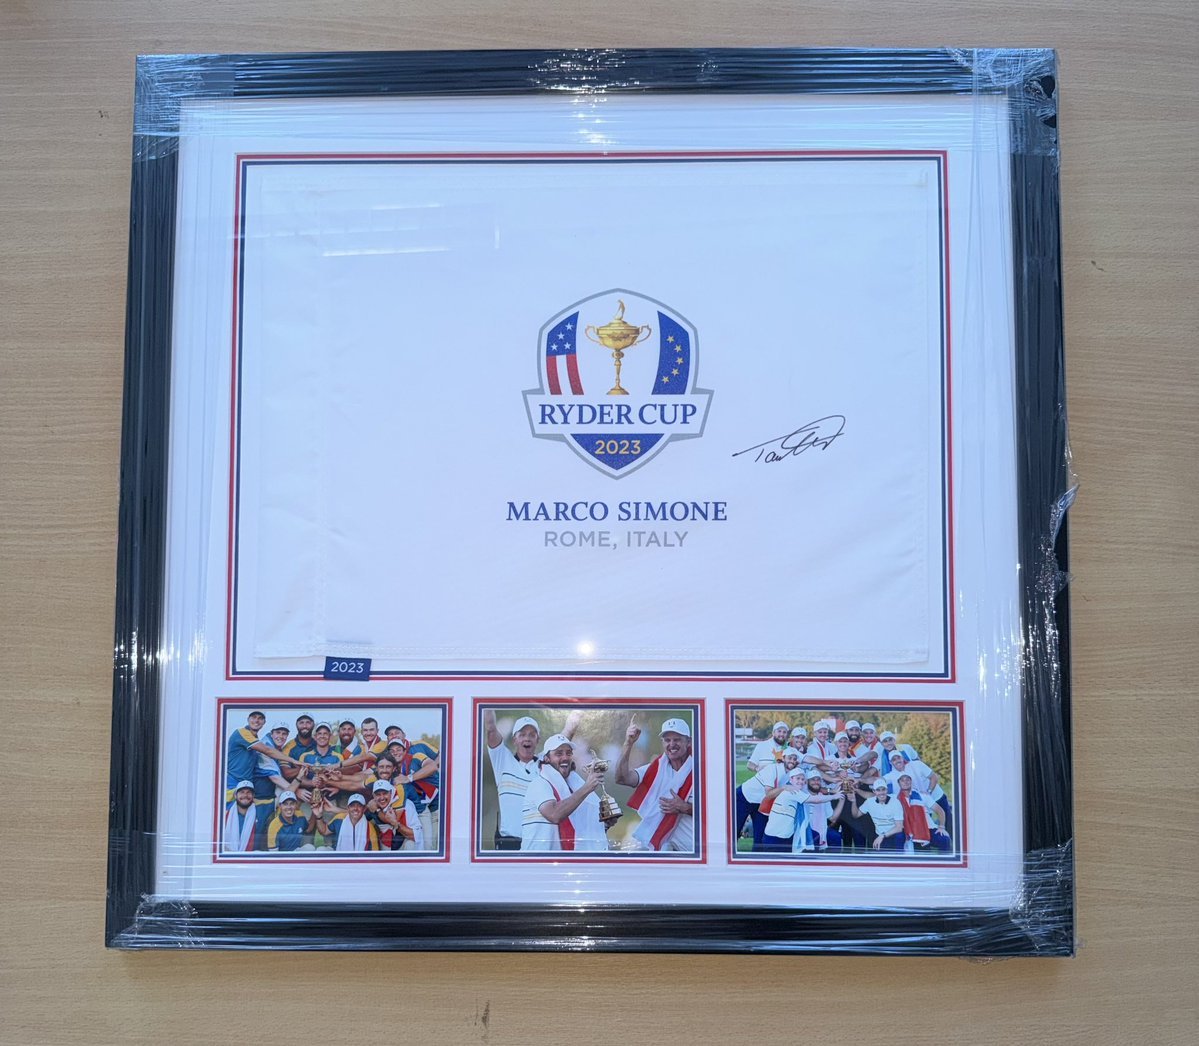 RYDER CUP
2023
MARCO SIMONE
ROME, ITALY
2023